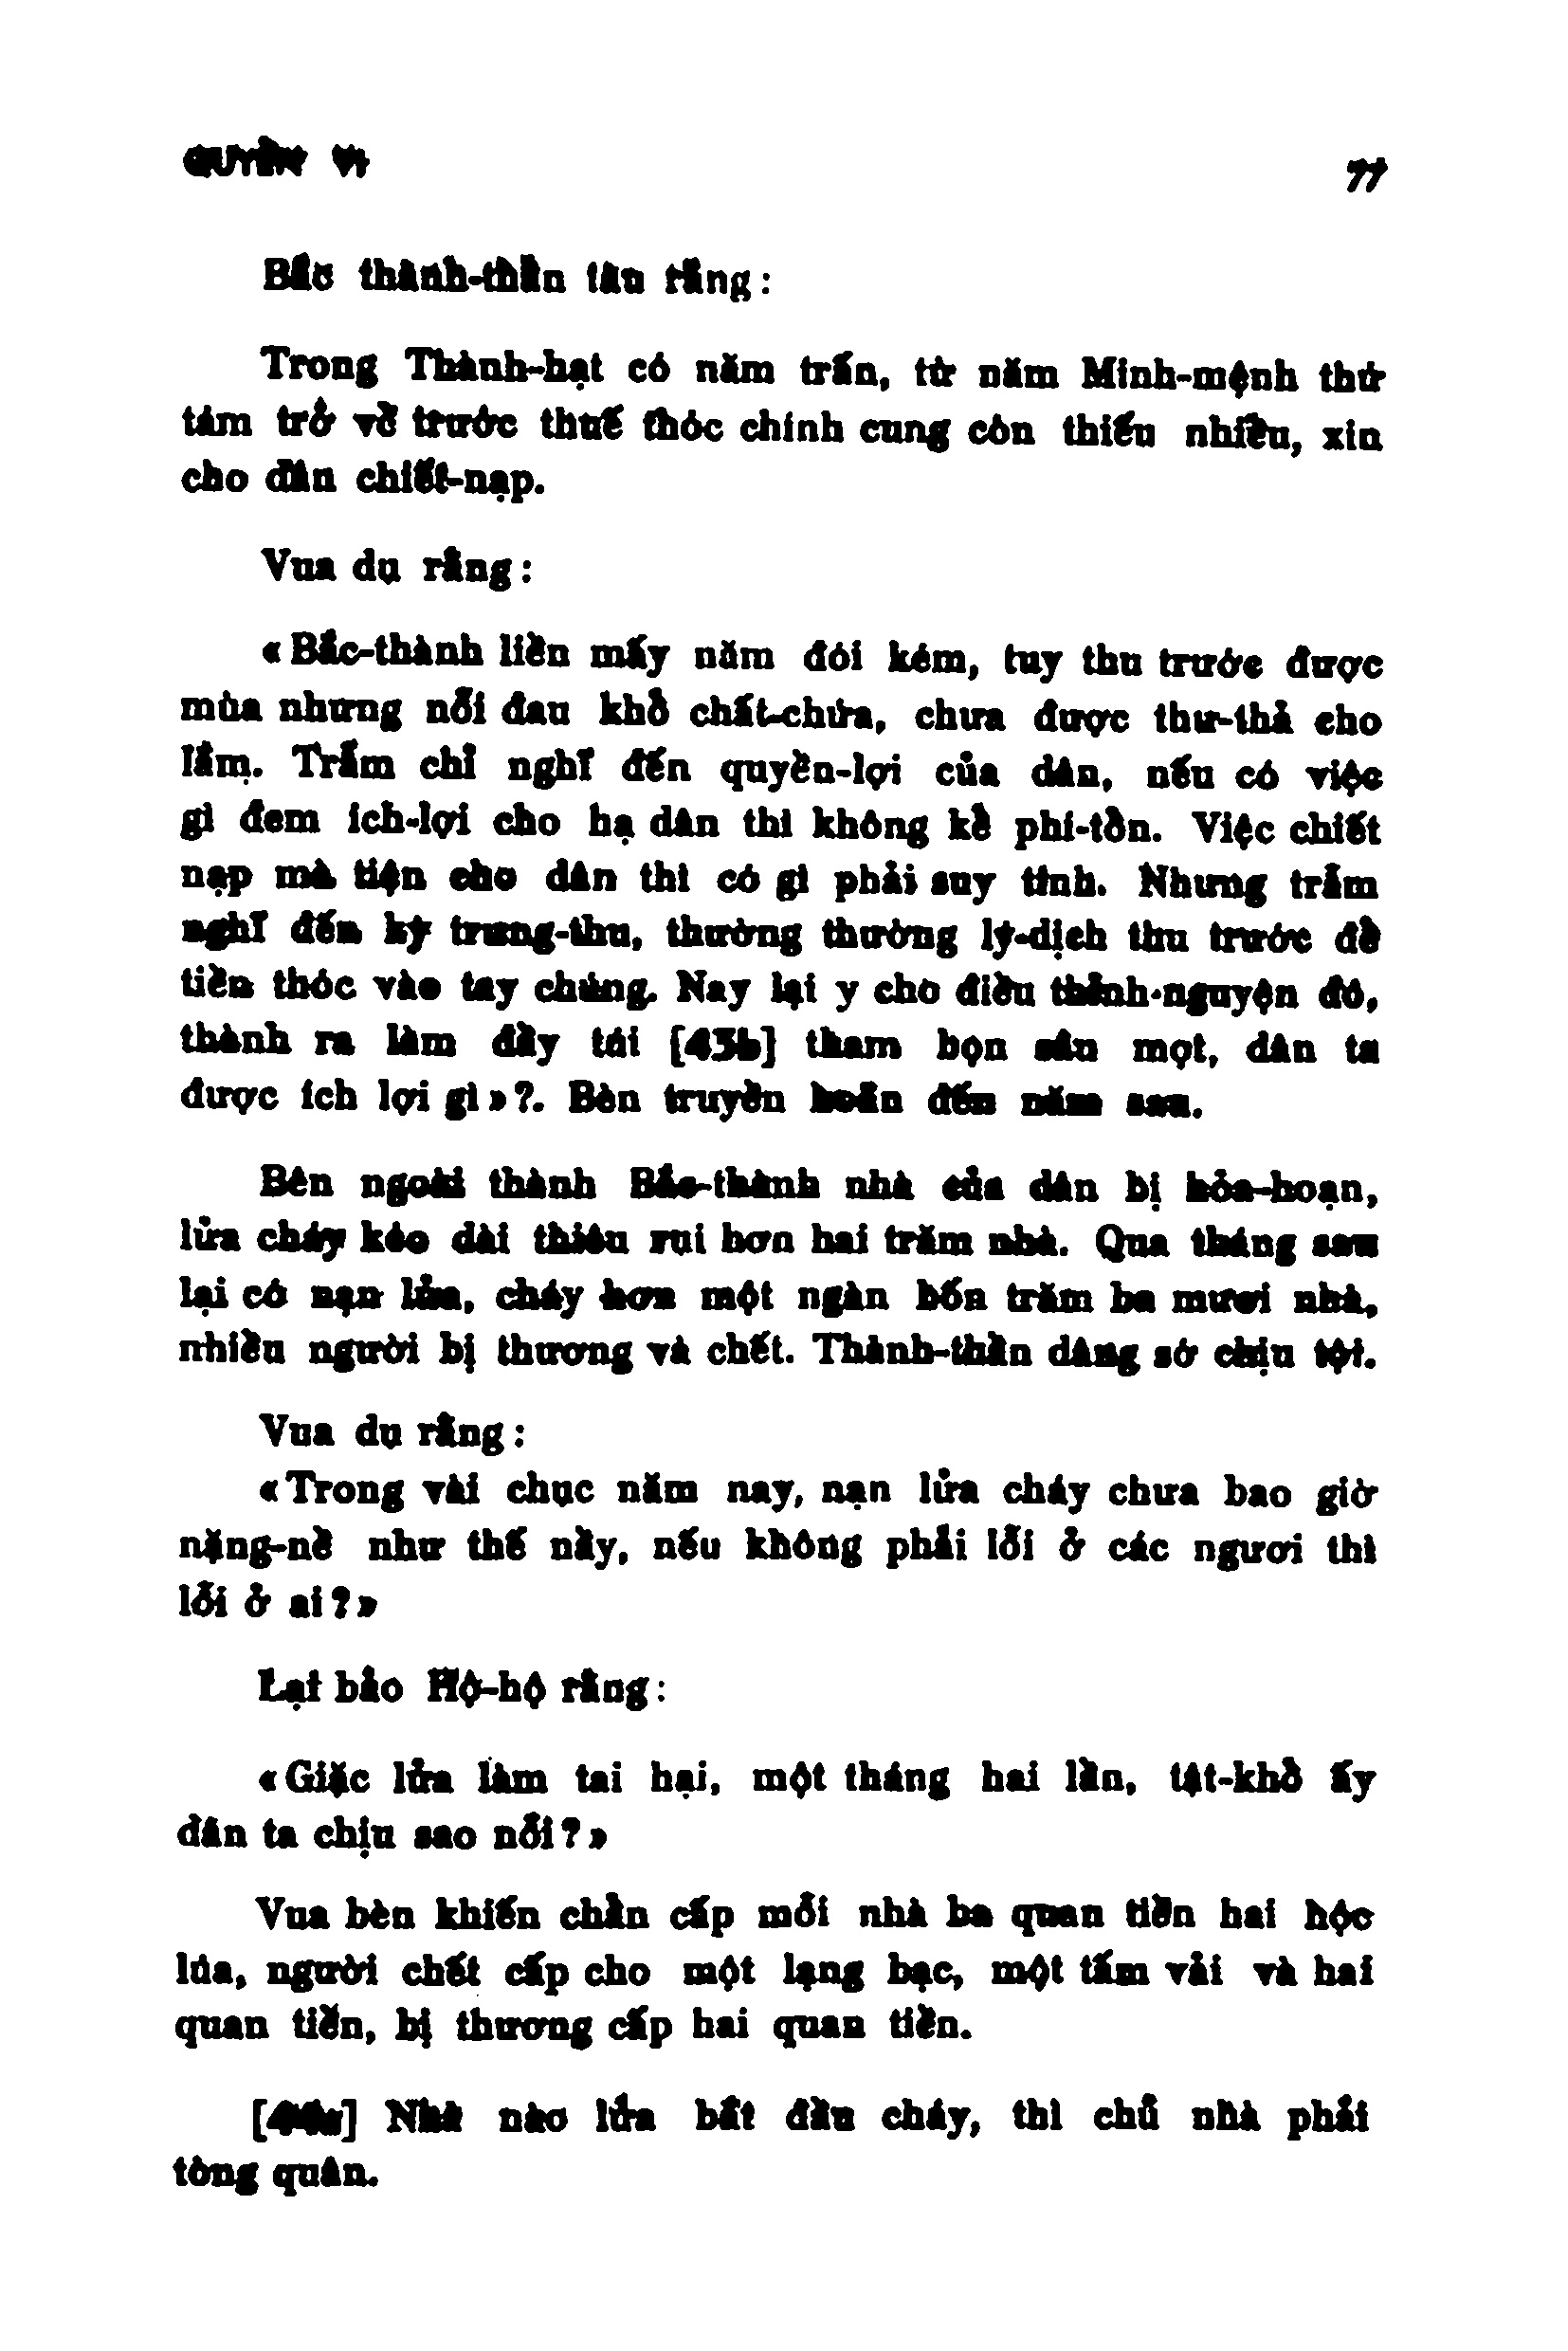 QUYỂN VI
77
Bắc thành-thần tâu rằng:
Trong Thành-hạt có năm trấn, từ năm Minh-mệnh thứ
tám trở về trước thuế thóc chính cung còn thiếu nhiều, xin
cho dân chiết-nạp.
Vua dụ rằng:
«Bắc-thành liền mấy năm đói kém, tuy thu trước được
mùa nhưng nỗi đau khổ chất-chứa, chưa được thư-thả cho
lắm. Trẫm chỉ nghĩ đến quyền-lợi của dân, nếu có việc
gì đem ích-lợi cho hạ dân thì không kể phí-tổn. Việc chiết
nạp mà tiện cho dân thì có gì phải suy tính. Nhưng trẫm
nghĩ đến kỳ trung-thu, thường thường lý-dịch thu trước để
tiền thóc vào tay chúng. Nay lại y cho điều thỉnh-nguyện đó,
thành ra làm đầy túi [43b] tham bọn sâu mọt, dân ta
được ích lợi gì»?. Bèn truyền hoãn đến năm sau.
Bên ngoài thành Bắc-thành nhà của dân bị hỏa-hoạn,
lửa cháy kéo dài thiêu rụi hơn hai trăm nhà. Qua tháng sau
lại có nạn lửa, cháy hơn một ngàn bốn trăm ba mươi nhà,
nhiều người bị thương và chết. Thành-thần dâng sớ chịu tội.
Vua dụ rằng:
«Trong vài chục năm nay, nạn lửa cháy chưa bao giờ
nặng-nề như thế nầy, nếu không phải lỗi ở các ngươi thì
lỗi ở ai?»
Lại bảo Hộ-bộ rằng:
«Giặc lửa làm tai hại, một tháng hai lần, tật-khổ ấy
dân ta chịu sao nổi?»
Vua bèn khiến chẩn cấp mỗi nhà ba quan tiền hai hộc
lúa, người chết cấp cho một lạng bạc, một tấm vải và hai
quan tiền, bị thương cấp hai quan tiền.
[44a] Nhà nào lửa bắt đầu cháy, thì chủ nhà phải
tòng quân.